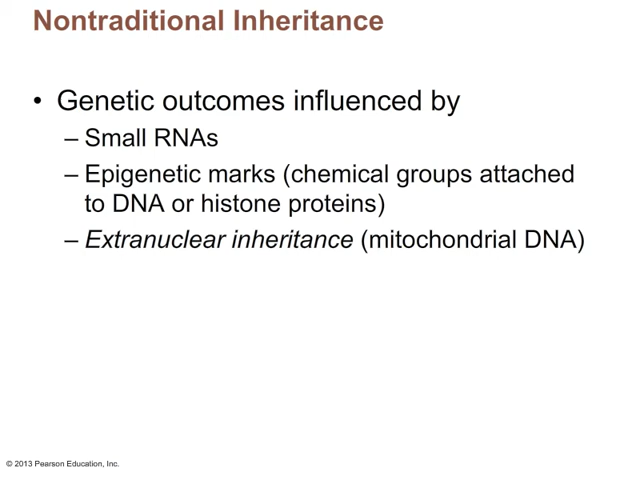 Nontraditional Inheritance
• Genetic outcomes influenced by
– Small RNAs
– Epigenetic marks (chemical groups attached
to DNA or histone proteins)
– Extranuclear inheritance (mitochondrial DNA)
© 2013 Pearson Education, Inc.